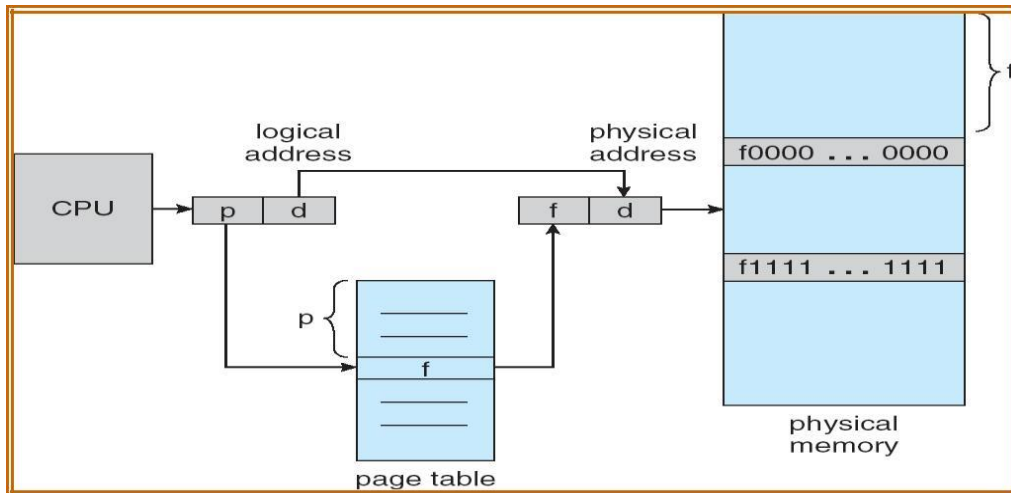 logical
address
physical
address
CPU
p
d
f
d
f0000 ... 0000
f1111 ... 1111
p
f
page table
physical
memory